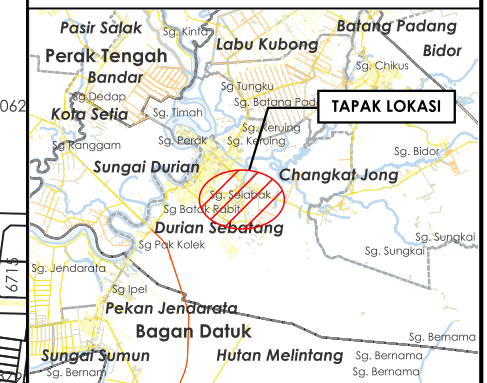 Pasir Salak
Sg. Kinta
Batang Padang
Labu Kubong
Bidor
Perak Tengah
Sg. Chikus
Bandar
Sg Tungku
Sg Dedap
Sg. Batang Pad
TAPAK LOKASI
062
Kota Setia
Sg. Timah
Sg. Keruing
Sg. Perak
Sg. Keruing
Sg Ranggam
Sg. Bidor
Sungai Durian
Changkat Jong
Sg. Selabak
Sg Batak Rabit
Durian Sebatang
Sg. Sungkai
Sg Pak Kolek
Sg. Sungkai
Sg. Jendarata
6715
Sg Ipel
Pekan Jendarata
Bagan Datuk
Sg. Bernama
Sungai Sumun
Hutan Melintang
Sg. Bernama
Sg. Bernam
Sg. Bernama